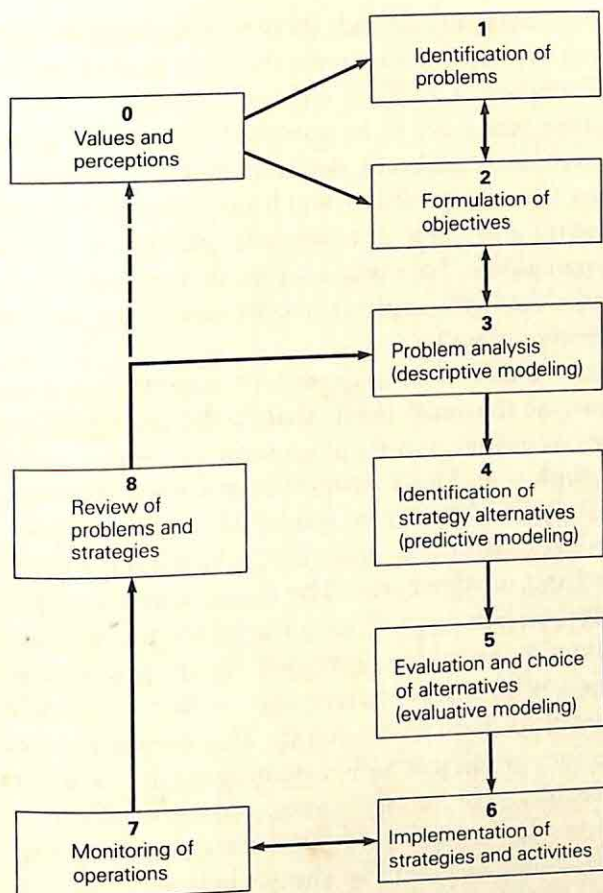 1
Identification of
problems
0
Values and
perceptions
2
Formulation of
objectives
3
Problem analysis
(descriptive modeling)
8
Review of
problems and
strategies
4
Identification of
strategy alternatives
(predictive modeling)
5
Evaluation and choice
of alternatives
(evaluative modeling)
7
Monitoring of
operations
6
Implementation of
strategies and activities